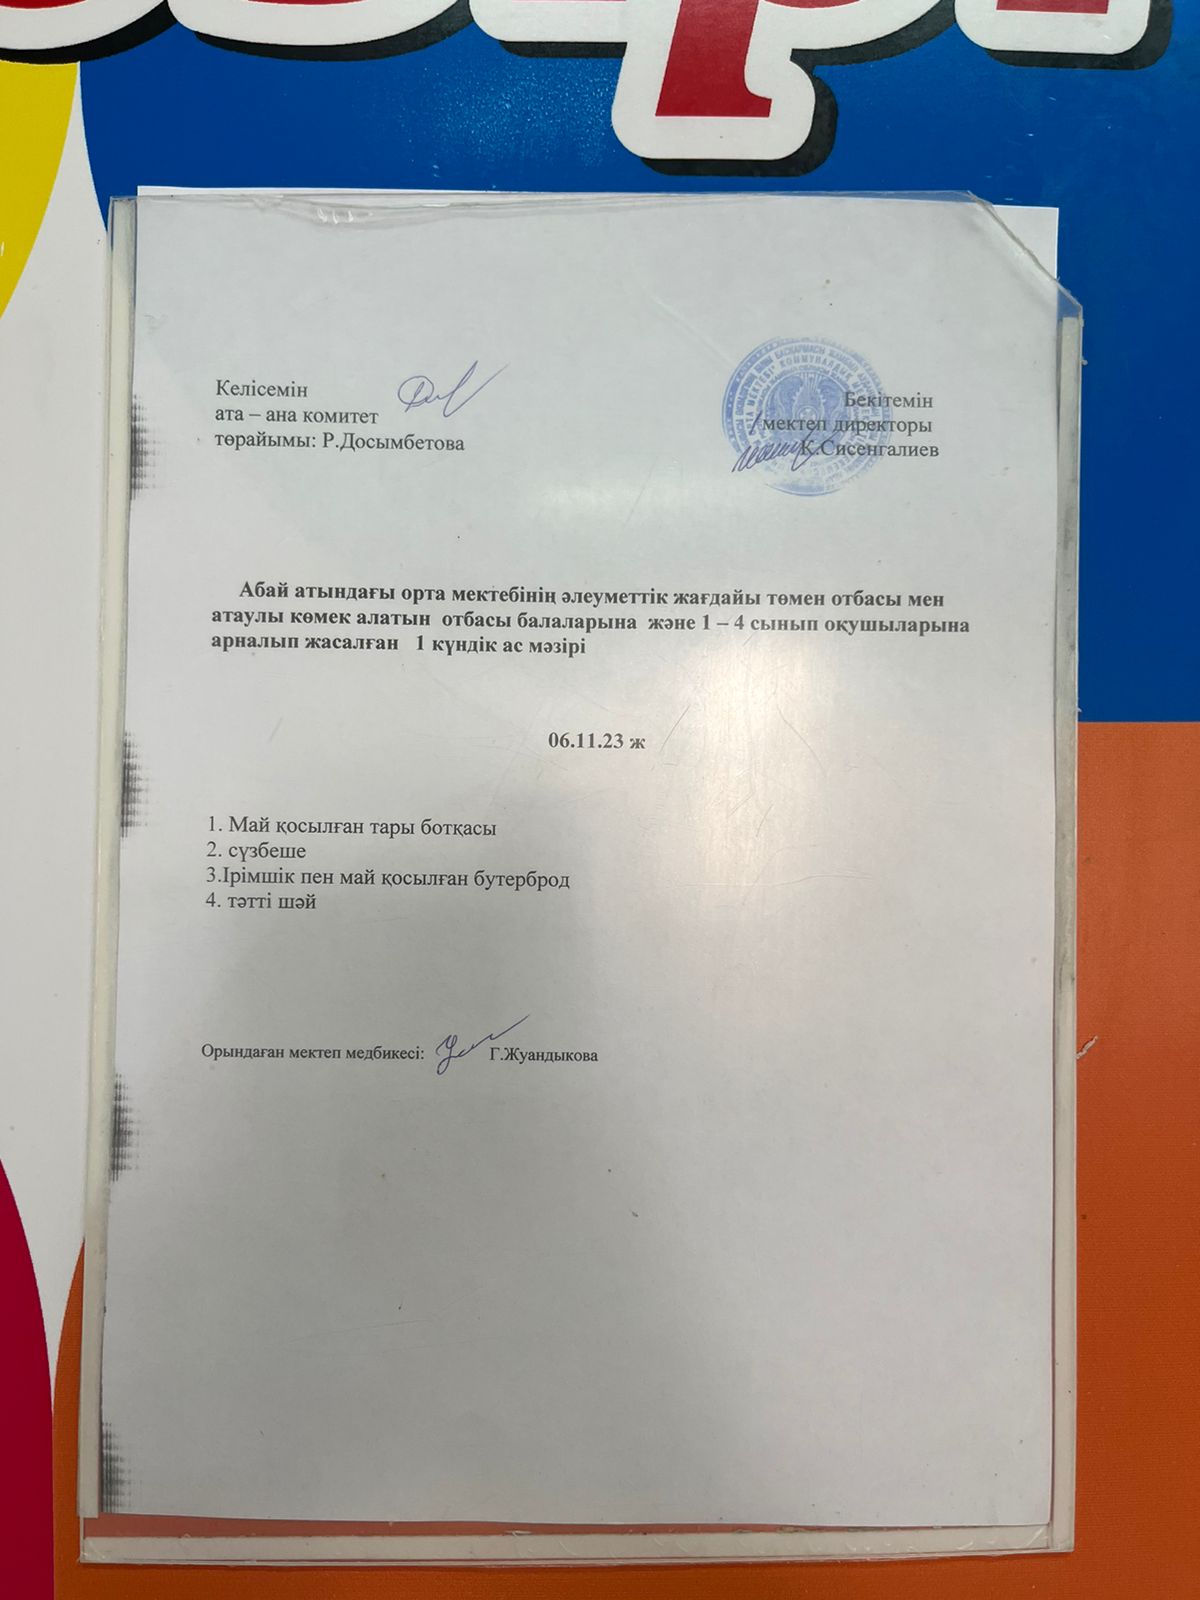 Келісемін
ата – ана комитет
төрайымы: Р.Досымбетова
Бекітемін
мектеп директоры
К.Сисенгалиев
Абай атындағы орта мектебінің әлеуметтік жағдайы төмен отбасы мен
атаулы көмек алатын отбасы балаларына және 1 – 4 сынып оқушыларына
арналып жасалған 1 күндік ас мәзірі
06.11.23 ж
1. Май қосылған тары ботқасы
2. сүзбеше
3.Ірімшік пен май қосылған бутерброд
4. тәтті шәй
Орындаған мектеп медбикесі: Г.Жуандыкова